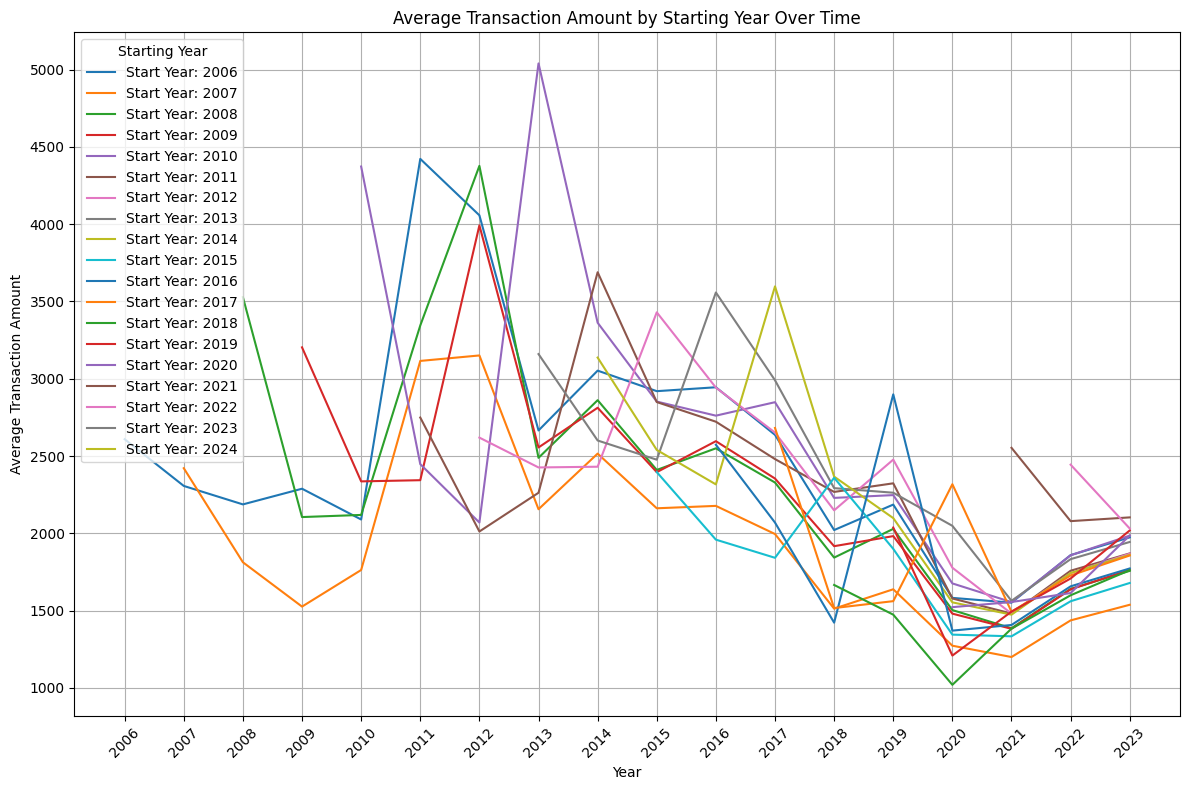 Average Transaction Amount by Starting Year Over Time
Starting Year
Start Year: 2006
Start Year: 2007
Start Year: 2008
Start Year: 2009
Start Year: 2010
Start Year: 2011
Start Year: 2012
Start Year: 2013
Start Year: 2014
Start Year: 2015
Start Year: 2016
Start Year: 2017
Start Year: 2018
Start Year: 2019
Start Year: 2020
Start Year: 2021
Start Year: 2022
Start Year: 2023
Start Year: 2024
Average Transaction Amount
5000
4500
4000
3500
3000
2500
2000
1500
1000
2006
2007
2008
2009
2010
2011
2012
2013
2014
2015
2016
2017
2018
2019
2020
2021
2022
2023
Year